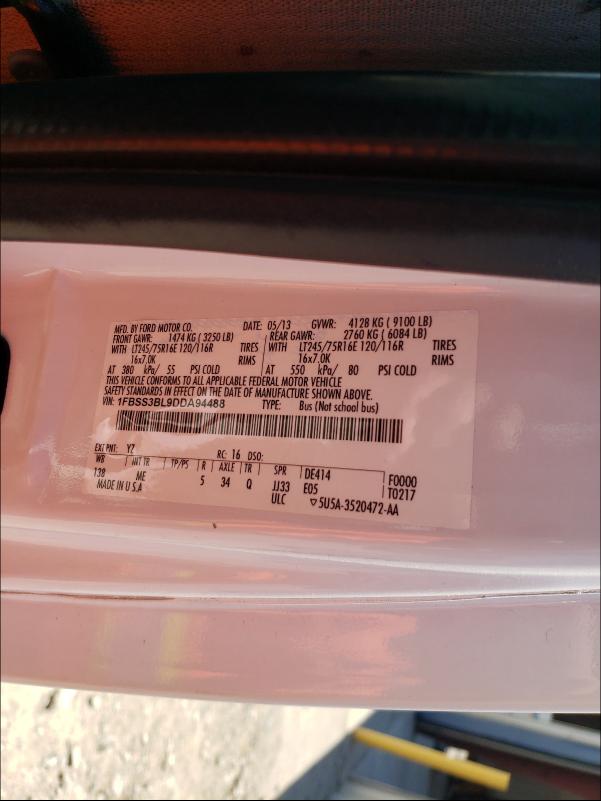 MFD. BY FORD MOTOR CO. DATE: 05/13 GVWR: 4128 KG ( 9100 LB)
FRONT GAWR: 1474 KG ( 3250 LB) REAR GAWR: 2760 KG ( 6084 LB)
WITH LT245/75R16E 120/116R TIRES WITH LT245/75R16E 120/116R TIRES
16x7.0K RIMS 16x7.0K RIMS
AT 380 kPa/ 55 PSI COLD AT 550 kPa/ 80 PSI COLD
THIS VEHICLE CONFORMS TO ALL APPLICABLE FEDERAL MOTOR VEHICLE
SAFETY STANDARDS IN EFFECT ON THE DATE OF MANUFACTURE SHOWN ABOVE.
VIN: 1FBSS3BL9DDA94488 TYPE: Bus (Not school bus)
EXT PNT: YZ RC: 16 DSO:
WB INT TR TP/PS R AXLE TR SPR DE414 F0000
138 ME 5 34 Q JJ33 E05 T0217
MADE IN U.S.A ULC ▽5U5A-3520472-AA